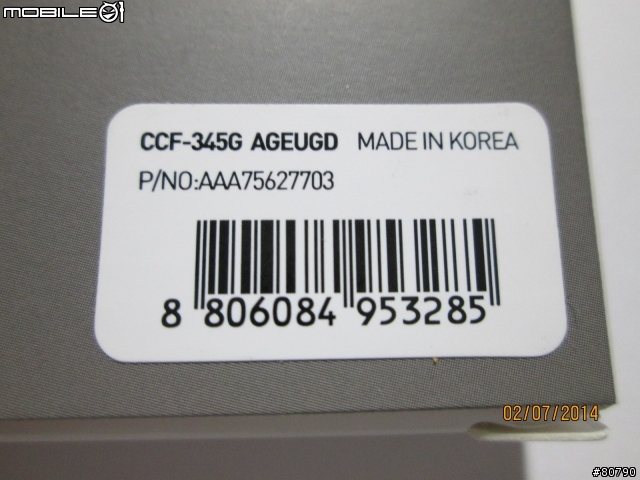 MOBILE01
CCF-345G AGEUGD MADE IN KOREA
P/NO:AAA75627703
8 806084 953285
02/07/2014
#80790